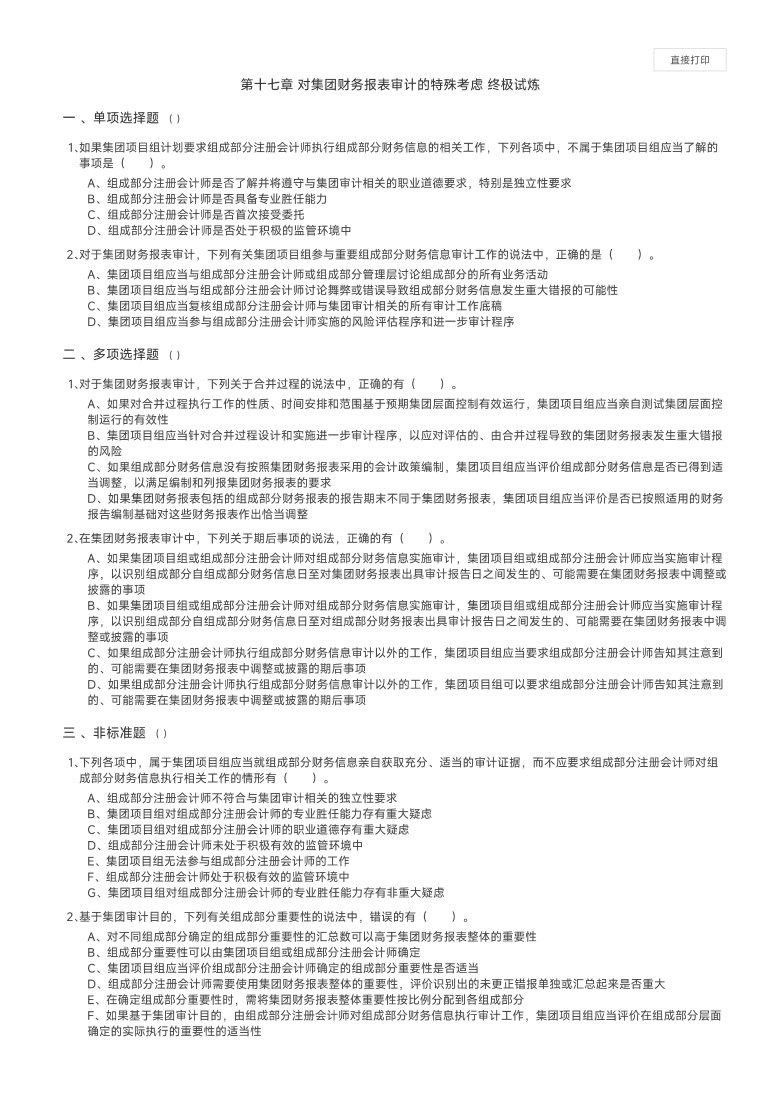 直接打印
第十七章 对集团财务报表审计的特殊考虑 终极试炼
一 、单项选择题 （ ）
1、如果集团项目组计划要求组成部分注册会计师执行组成部分财务信息的相关工作，下列各项中，不属于集团项目组应当了解的
事项是（　　）。
A、组成部分注册会计师是否了解并将遵守与集团审计相关的职业道德要求，特别是独立性要求
B、组成部分注册会计师是否具备专业胜任能力
C、组成部分注册会计师是否首次接受委托
D、组成部分注册会计师是否处于积极的监管环境中
2、对于集团财务报表审计，下列有关集团项目组参与重要组成部分财务信息审计工作的说法中，正确的是（　　）。
A、集团项目组应当与组成部分注册会计师或组成部分管理层讨论组成部分的所有业务活动
B、集团项目组应当与组成部分注册会计师讨论舞弊或错误导致组成部分财务信息发生重大错报的可能性
C、集团项目组应当复核组成部分注册会计师与集团审计相关的所有审计工作底稿
D、集团项目组应当参与组成部分注册会计师实施的风险评估程序和进一步审计程序
二 、多项选择题 （ ）
1、对于集团财务报表审计，下列关于合并过程的说法中，正确的有（　　）。
A、如果对合并过程执行工作的性质、时间安排和范围基于预期集团层面控制有效运行，集团项目组应当亲自测试集团层面控
制运行的有效性
B、集团项目组应当针对合并过程设计和实施进一步审计程序，以应对评估的、由合并过程导致的集团财务报表发生重大错报
的风险
C、如果组成部分财务信息没有按照集团财务报表采用的会计政策编制，集团项目组应当评价组成部分财务信息是否已得到适
当调整，以满足编制和列报集团财务报表的要求
D、如果集团财务报表包括的组成部分财务报表的报告期末不同于集团财务报表，集团项目组应当评价是否已按照适用的财务
报告编制基础对这些财务报表作出恰当调整
2、在集团财务报表审计中，下列关于期后事项的说法，正确的有（　　）。
A、如果集团项目组或组成部分注册会计师对组成部分财务信息实施审计，集团项目组或组成部分注册会计师应当实施审计程
序，以识别组成部分自组成部分财务信息日至对集团财务报表出具审计报告日之间发生的、可能需要在集团财务报表中调整或
披露的事项
B、如果集团项目组或组成部分注册会计师对组成部分财务信息实施审计，集团项目组或组成部分注册会计师应当实施审计程
序，以识别组成部分自组成部分财务信息日至对组成部分财务报表出具审计报告日之间发生的、可能需要在集团财务报表中调
整或披露的事项
C、如果组成部分注册会计师执行组成部分财务信息审计以外的工作，集团项目组应当要求组成部分注册会计师告知其注意到
的、可能需要在集团财务报表中调整或披露的期后事项
D、如果组成部分注册会计师执行组成部分财务信息审计以外的工作，集团项目组可以要求组成部分注册会计师告知其注意到
的、可能需要在集团财务报表中调整或披露的期后事项
三 、非标准题 （ ）
1、下列各项中，属于集团项目组应当就组成部分财务信息亲自获取充分、适当的审计证据，而不应要求组成部分注册会计师对组
成部分财务信息执行相关工作的情形有（　　）。
A、组成部分注册会计师不符合与集团审计相关的独立性要求
B、集团项目组对组成部分注册会计师的专业胜任能力存有重大疑虑
C、集团项目组对组成部分注册会计师的职业道德存有重大疑虑
D、组成部分注册会计师未处于积极有效的监管环境中
E、集团项目组无法参与组成部分注册会计师的工作
F、组成部分注册会计师处于积极有效的监管环境中
G、集团项目组对组成部分注册会计师的专业胜任能力存有非重大疑虑
2、基于集团审计目的，下列有关组成部分重要性的说法中，错误的有（　　）。
A、对不同组成部分确定的组成部分重要性的汇总数可以高于集团财务报表整体的重要性
B、组成部分重要性可以由集团项目组或组成部分注册会计师确定
C、集团项目组应当评价组成部分注册会计师确定的组成部分重要性是否适当
D、组成部分注册会计师需要使用集团财务报表整体的重要性，评价识别出的未更正错报单独或汇总起来是否重大
E、在确定组成部分重要性时，需将集团财务报表整体重要性按比例分配到各组成部分
F、如果基于集团审计目的，由组成部分注册会计师对组成部分财务信息执行审计工作，集团项目组应当评价在组成部分层面
确定的实际执行的重要性的适当性